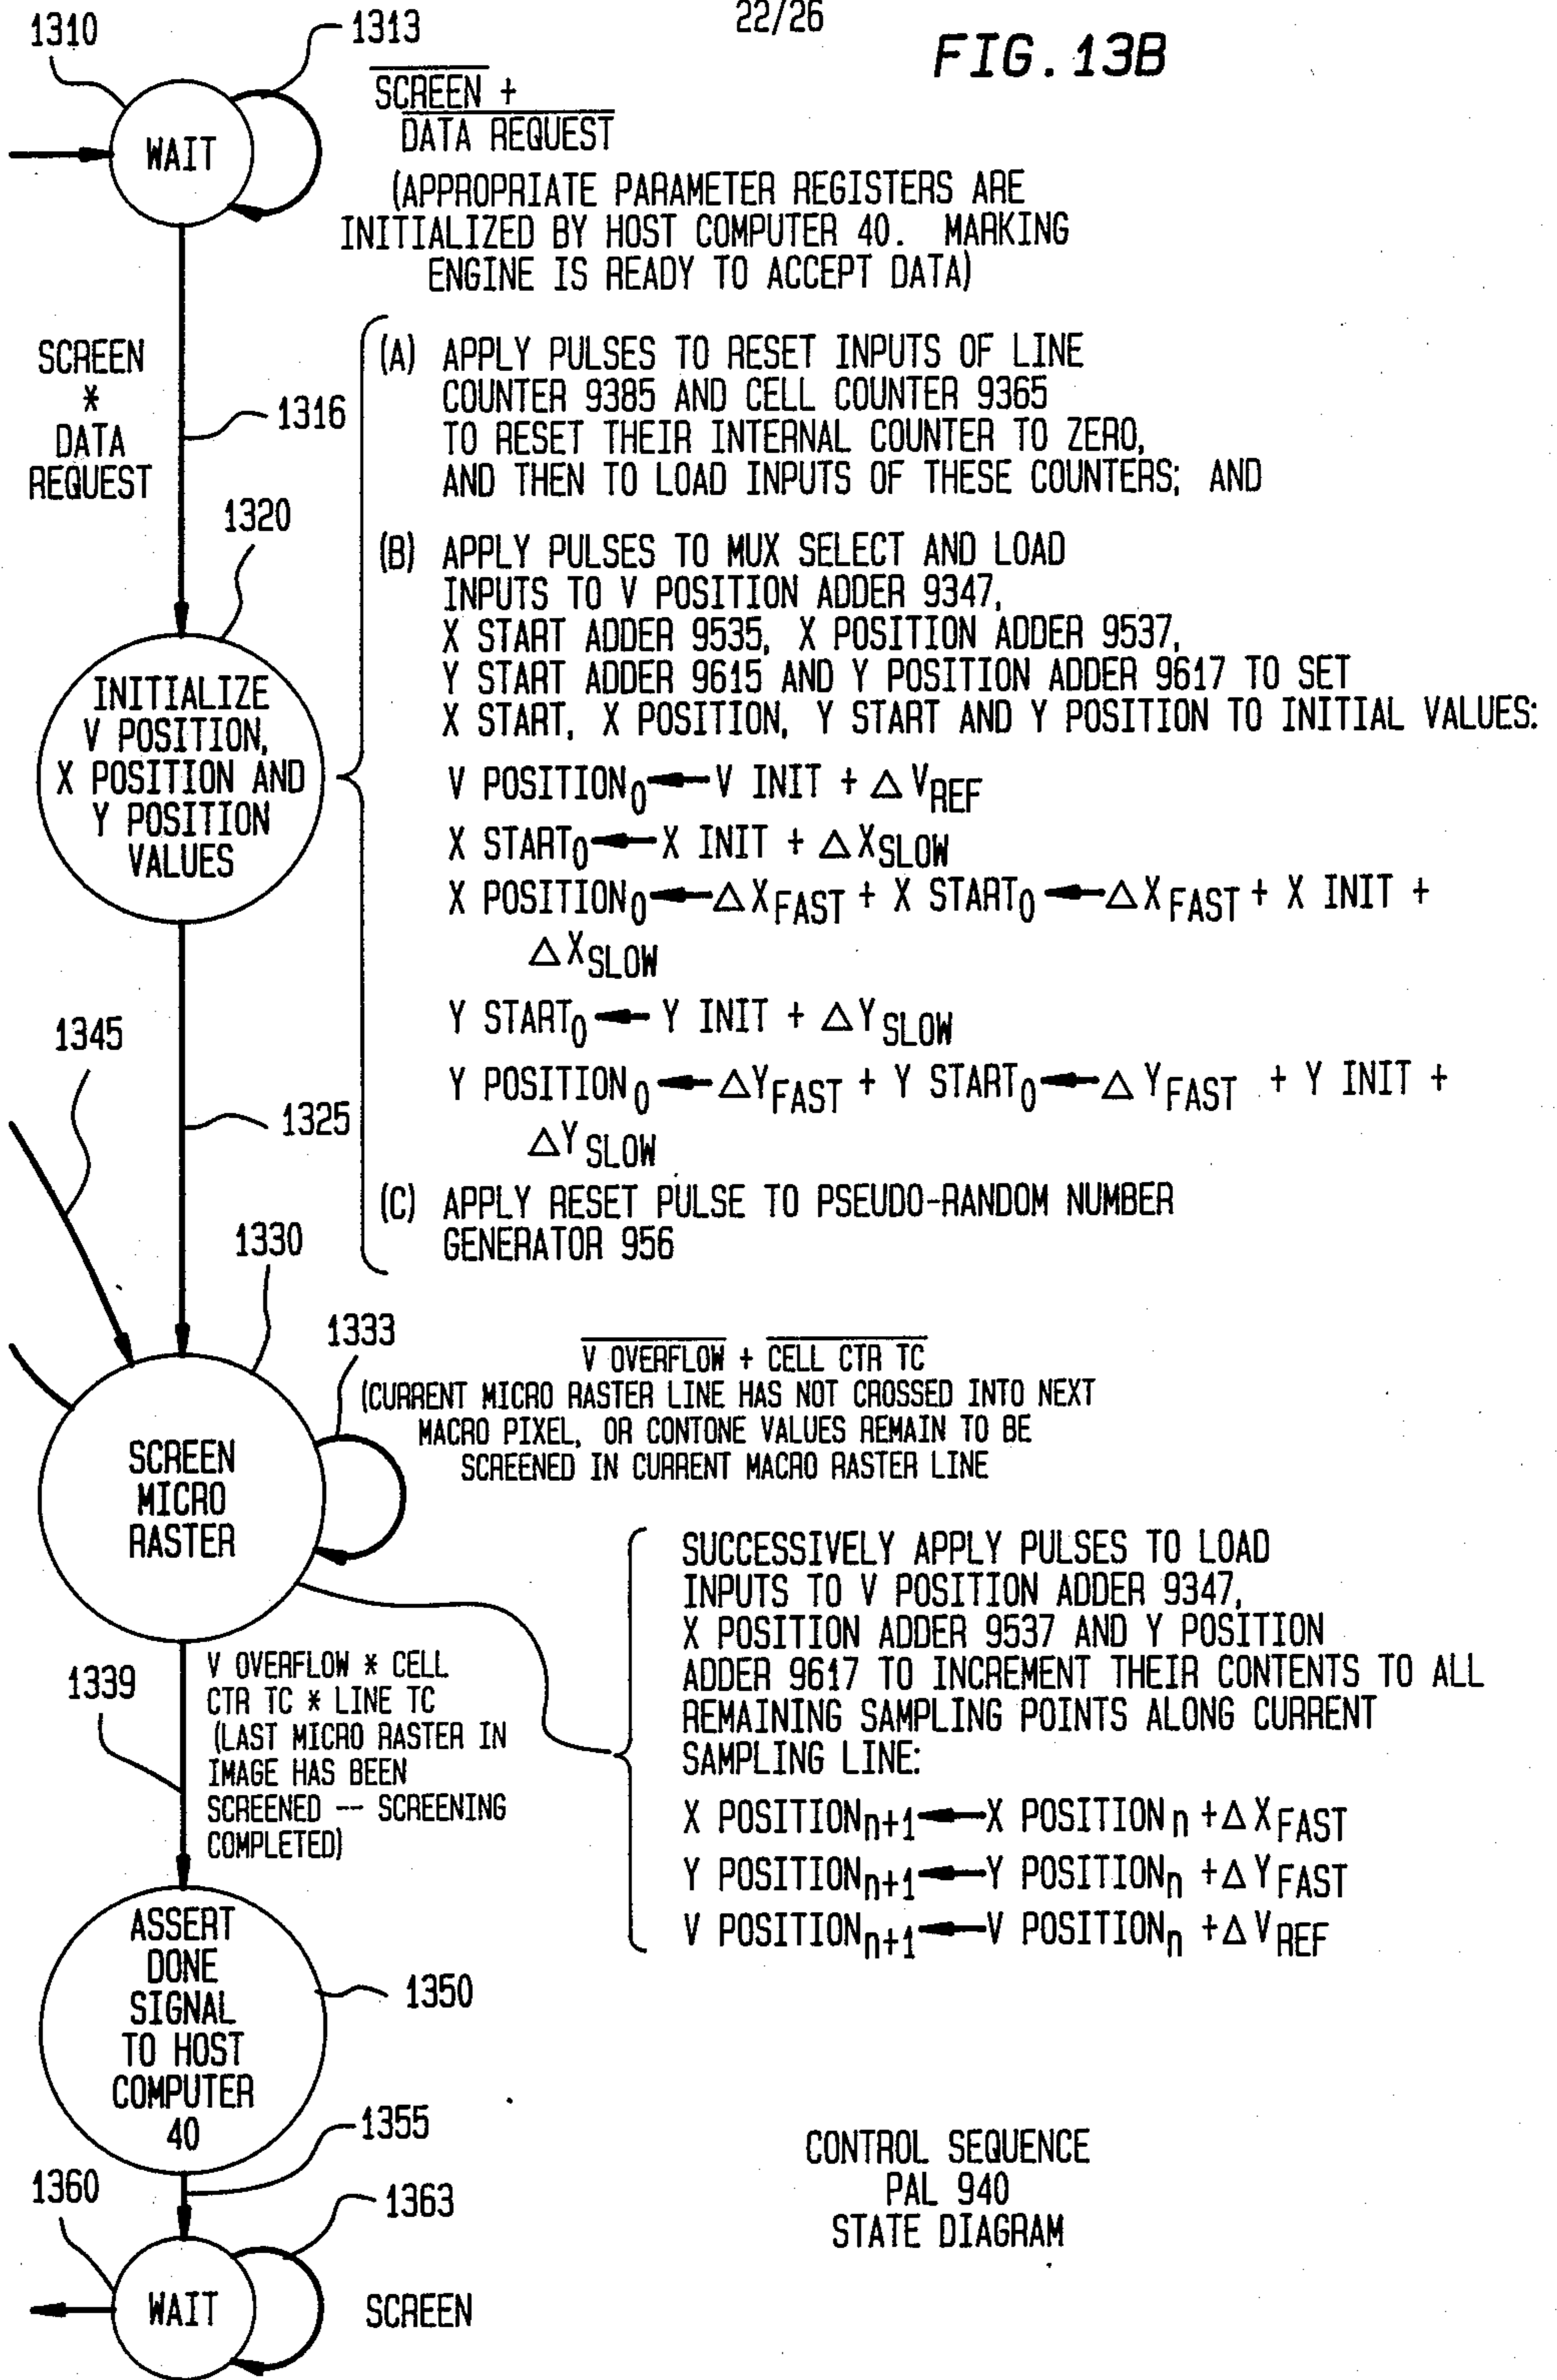 22/26
FIG. 13B
1310
1313
WAIT
SCREEN +
DATA REQUEST
(APPROPRIATE PARAMETER REGISTERS ARE
INITIALIZED BY HOST COMPUTER 40. MARKING
ENGINE IS READY TO ACCEPT DATA)
SCREEN
*
DATA
REQUEST
1316
1320
INITIALIZE
V POSITION,
X POSITION AND
Y POSITION
VALUES
(A) APPLY PULSES TO RESET INPUTS OF LINE
COUNTER 9385 AND CELL COUNTER 9365
TO RESET THEIR INTERNAL COUNTER TO ZERO,
AND THEN TO LOAD INPUTS OF THESE COUNTERS; AND
(B) APPLY PULSES TO MUX SELECT AND LOAD
INPUTS TO V POSITION ADDER 9347,
X START ADDER 9535, X POSITION ADDER 9537,
Y START ADDER 9615 AND Y POSITION ADDER 9617 TO SET
X START, X POSITION, Y START AND Y POSITION TO INITIAL VALUES:
V POSITION0 ← V INIT + ΔVREF
X START0 ← X INIT + ΔXSLOW
X POSITION0 ← ΔXFAST + X START0 ← ΔXFAST + X INIT +
ΔXSLOW
Y START0 ← Y INIT + ΔYSLOW
Y POSITION0 ← ΔYFAST + Y START0 ← ΔYFAST + Y INIT +
ΔYSLOW
(C) APPLY RESET PULSE TO PSEUDO-RANDOM NUMBER
GENERATOR 956
1345
1325
1330
1333
SCREEN
MICRO
RASTER
V OVERFLOW + CELL CTR TC
(CURRENT MICRO RASTER LINE HAS NOT CROSSED INTO NEXT
MACRO PIXEL, OR CONTONE VALUES REMAIN TO BE
SCREENED IN CURRENT MACRO RASTER LINE
SUCCESSIVELY APPLY PULSES TO LOAD
INPUTS TO V POSITION ADDER 9347,
X POSITION ADDER 9537 AND Y POSITION
ADDER 9617 TO INCREMENT THEIR CONTENTS TO ALL
REMAINING SAMPLING POINTS ALONG CURRENT
SAMPLING LINE:
X POSITIONn+1 ← X POSITIONn + ΔXFAST
Y POSITIONn+1 ← Y POSITIONn + ΔYFAST
V POSITIONn+1 ← V POSITIONn + ΔVREF
1339
V OVERFLOW * CELL
CTR TC * LINE TC
(LAST MICRO RASTER IN
IMAGE HAS BEEN
SCREENED -- SCREENING
COMPLETED)
ASSERT
DONE
SIGNAL
TO HOST
COMPUTER
40
1350
1355
1360
1363
WAIT
SCREEN
CONTROL SEQUENCE
PAL 940
STATE DIAGRAM